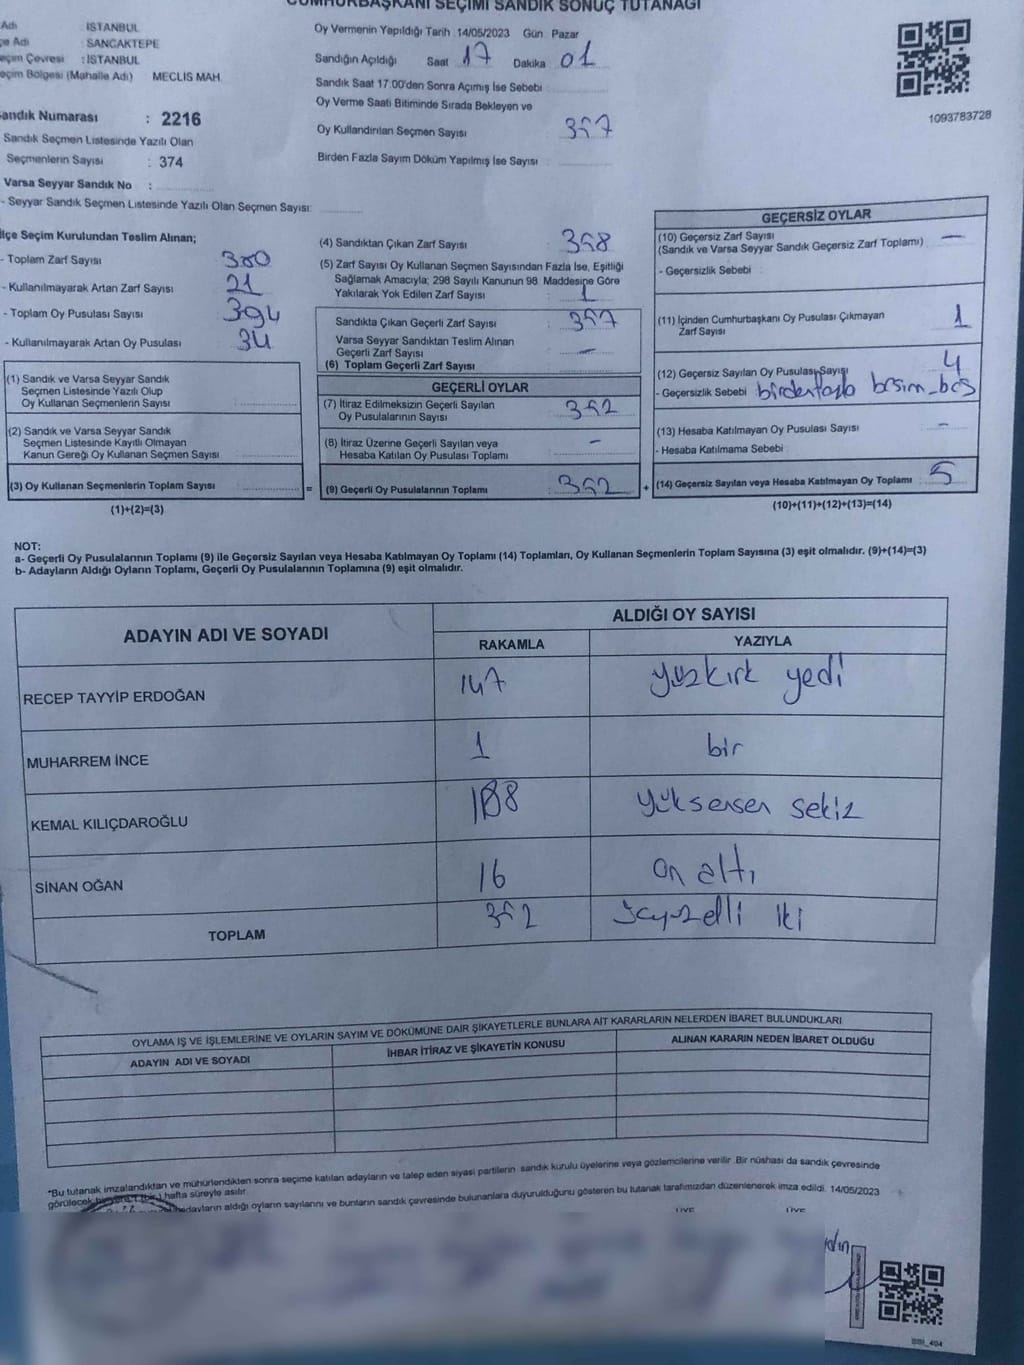 CUMHURBAŞKANI SEÇİMİ SANDIK SONUÇ TUTANAĞI
Adı : İSTANBUL
çe Adı : SANCAKTEPE
eçim Çevresi : İSTANBUL
eçim Bölgesi (Mahalle Adı) MECLİS MAH.
andık Numarası : 2216
Sandık Seçmen Listesinde Yazılı Olan
Seçmenlerin Sayısı : 374
Varsa Seyyar Sandık No :
- Seyyar Sandık Seçmen Listesinde Yazılı Olan Seçmen Sayısı:
Oy Vermenin Yapıldığı Tarih :14/05/2023 Gün Pazar
Sandığın Açıldığı Saat 17 Dakika 01
Sandık Saat 17:00'den Sonra Açımış İse Sebebi
Oy Verme Saati Bitiminde Sırada Bekleyen ve
Oy Kullandırılan Seçmen Sayısı 357
Birden Fazla Sayım Döküm Yapılmış İse Sayısı
1093783728
İlçe Seçim Kurulundan Teslim Alınan;
- Toplam Zarf Sayısı 380
- Kullanılmayarak Artan Zarf Sayısı 21
- Toplam Oy Pusulası Sayısı 394
- Kullanılmayarak Artan Oy Pusulası 34
(1) Sandık ve Varsa Seyyar Sandık
Seçmen Listesinde Yazılı Olup
Oy Kullanan Seçmenlerin Sayısı
(2) Sandık ve Varsa Seyyar Sandık
Seçmen Listesinde Kayıtlı Olmayan
Kanun Gereği Oy Kullanan Seçmen Sayısı
(3) Oy Kullanan Seçmenlerin Toplam Sayısı =
(1)+(2)=(3)
(4) Sandıktan Çıkan Zarf Sayısı : 358
(5) Zarf Sayısı Oy Kullanan Seçmen Sayısından Fazla İse, Eşitliği
Sağlamak Amacıyla; 298 Sayılı Kanunun 98. Maddesine Göre
Yakılarak Yok Edilen Zarf Sayısı : 1
Sandıkta Çıkan Geçerli Zarf Sayısı : 357
Varsa Seyyar Sandıktan Teslim Alınan
Geçerli Zarf Sayısı : -
(6) Toplam Geçerli Zarf Sayısı
GEÇERLİ OYLAR
(7) İtiraz Edilmeksizin Geçerli Sayılan
Oy Pusulalarının Sayısı : 352
(8) İtiraz Üzerine Geçerli Sayılan veya
Hesaba Katılan Oy Pusulası Toplamı : -
(9) Geçerli Oy Pusulalarının Toplamı : 352 +
GEÇERSİZ OYLAR
(10) Geçersiz Zarf Sayısı : -
(Sandık ve Varsa Seyyar Sandık Geçersiz Zarf Toplamı)
- Geçersizlik Sebebi :
(11) İçinden Cumhurbaşkanı Oy Pusulası Çıkmayan
Zarf Sayısı 1
(12) Geçersiz Sayılan Oy Pusulası Sayısı 4
- Geçersizlik Sebebi birdenfazla
(13) Hesaba Katılmayan Oy Pusulası Sayısı -
- Hesaba Katılmama Sebebi
(14) Geçersiz Sayılan veya Hesaba Katılmayan Oy Toplamı : 5
(10)+(11)+(12)+(13)=(14)
NOT:
a- Geçerli Oy Pusulalarının Toplamı (9) ile Geçersiz Sayılan veya Hesaba Katılmayan Oy Toplamı (14) Toplamları, Oy Kullanan Seçmenlerin Toplam Sayısına (3) eşit olmalıdır. (9)+(14)=(3)
b- Adayların Aldığı Oyların Toplamı, Geçerli Oy Pusulalarının Toplamına (9) eşit olmalıdır.
ADAYIN ADI VE SOYADI ALDIĞI OY SAYISI
RAKAMLA YAZIYLA
RECEP TAYYİP ERDOĞAN 147 yüzkırk yedi
MUHARREM İNCE 1 bir
KEMAL KILIÇDAROĞLU 188 yüksensen sekiz
SİNAN OĞAN 16 on altı
TOPLAM 352 üçyüzelli iki
OYLAMA İŞ VE İŞLEMLERİNE VE OYLARIN SAYIM VE DÖKÜMÜNE DAİR ŞİKAYETLERLE BUNLARA AİT KARARLARIN NELERDEN İBARET BULUNDUKLARI
ADAYIN ADI VE SOYADI İHBAR İTİRAZ VE ŞİKAYETİN KONUSU ALINAN KARARIN NEDEN İBARET OLDUĞU
*Bu tutanak imzalandıktan ve mühürlendikten sonra seçime katılan adayların ve talep eden siyasi partilerin sandık kurulu üyelerine veya gözlemcilerine verilir. Bir nüshası da sandık çevresinde
görülecek hafta süreyle asılır.
adayların aldığı oyların sayılarını ve bunların sandık çevresinde bulunanlara duyurulduğunu gösteren bu tutanak tarafımızdan düzenlenerek imza edildi. 14/05/2023
ÜYE ÜYE